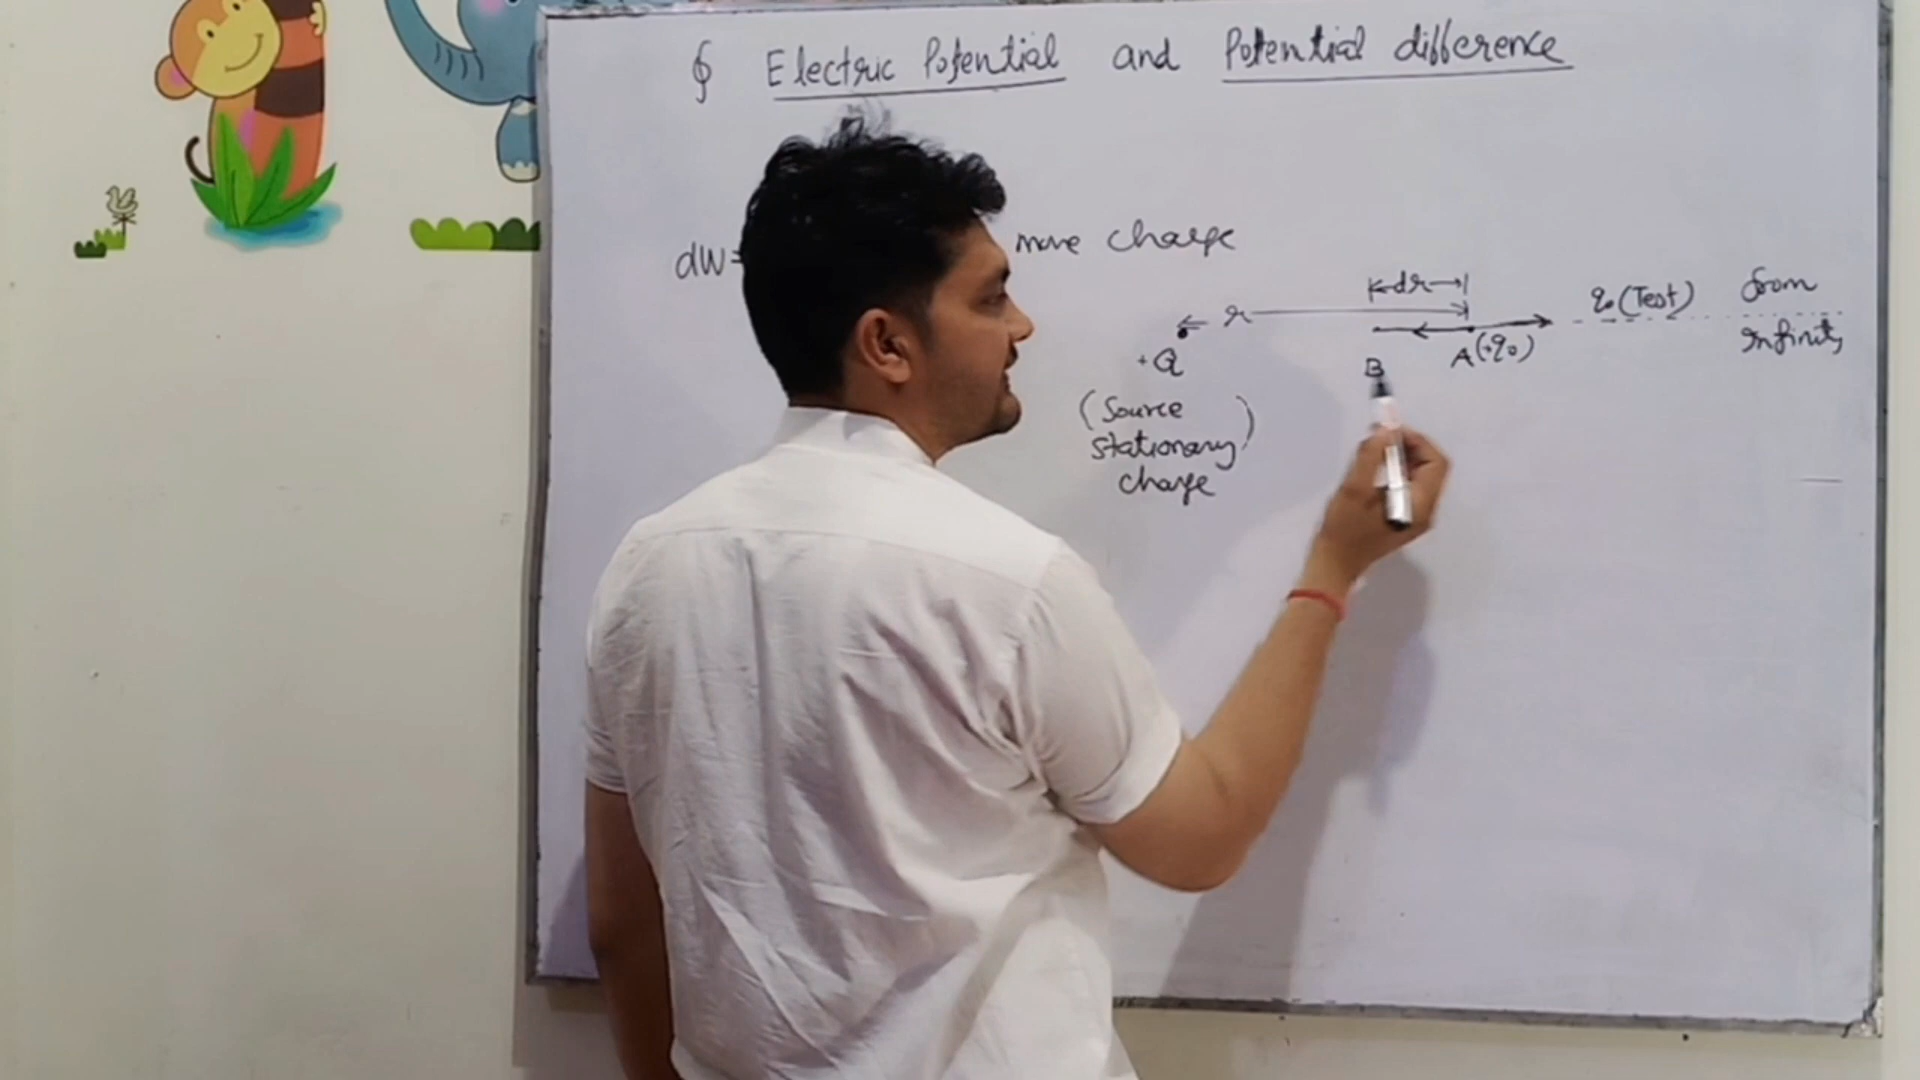 ∮ Electric Potential and Potential difference
dW= move charge
dr q₀(Test) from
r infinity
+Q B A(+q₀)
(Source
stationary)
charge